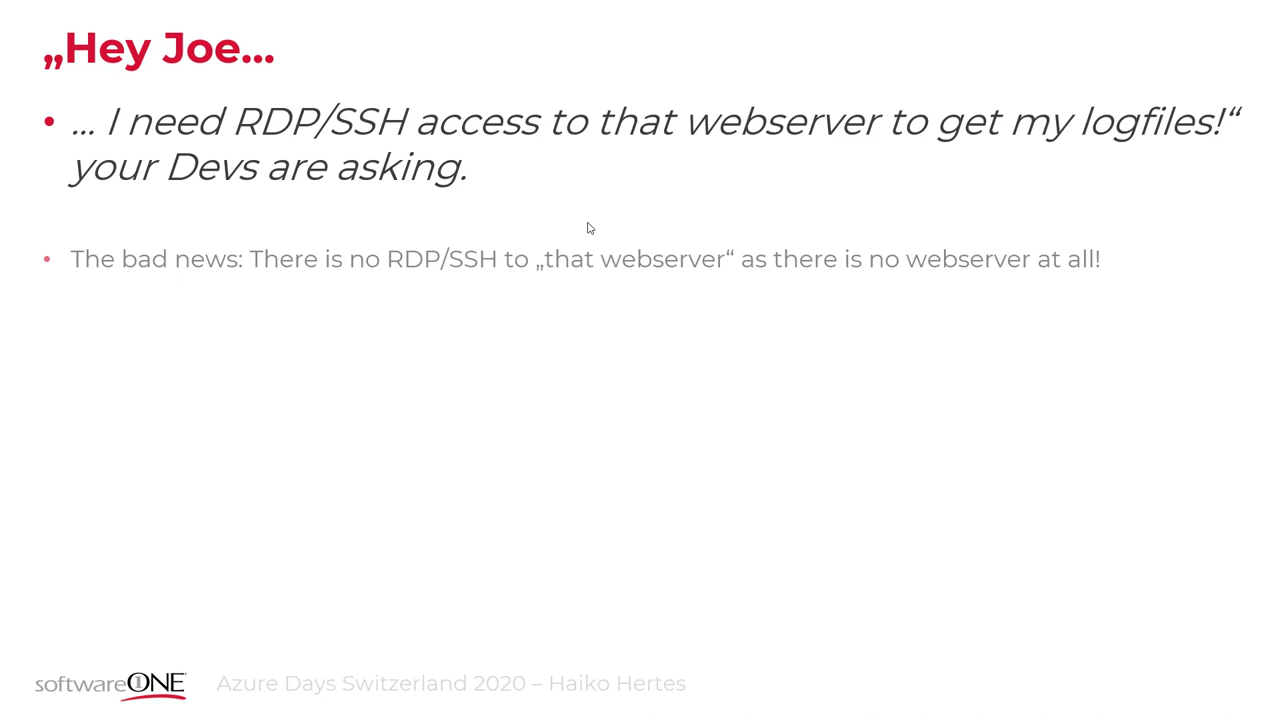 „Hey Joe...
• ... I need RDP/SSH access to that webserver to get my logfiles!“
your Devs are asking.
• The bad news: There is no RDP/SSH to „that webserver“ as there is no webserver at all!
softwareONE Azure Days Switzerland 2020 – Haiko Hertes